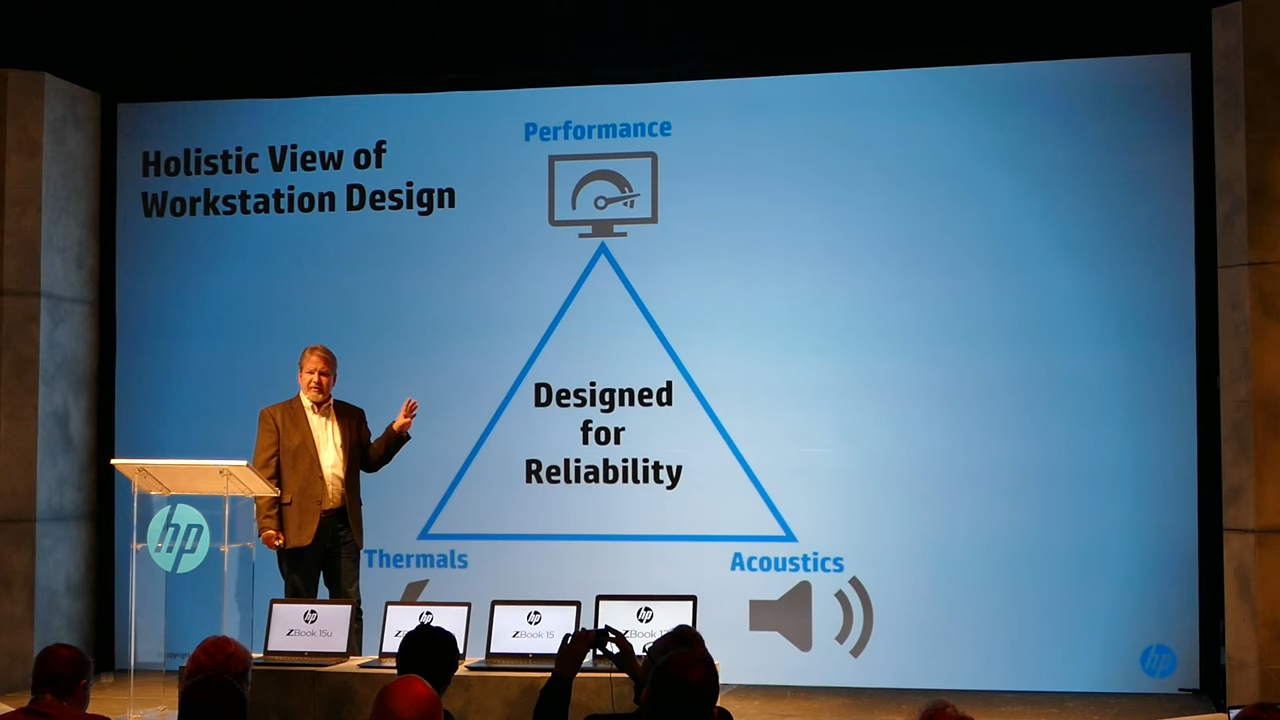 Performance
Holistic View of
Workstation Design
Designed
for
Reliability
Thermals
Acoustics
hp
hp
ZBook 15u
hp
hp
ZBook 15
hp
ZBook
hp